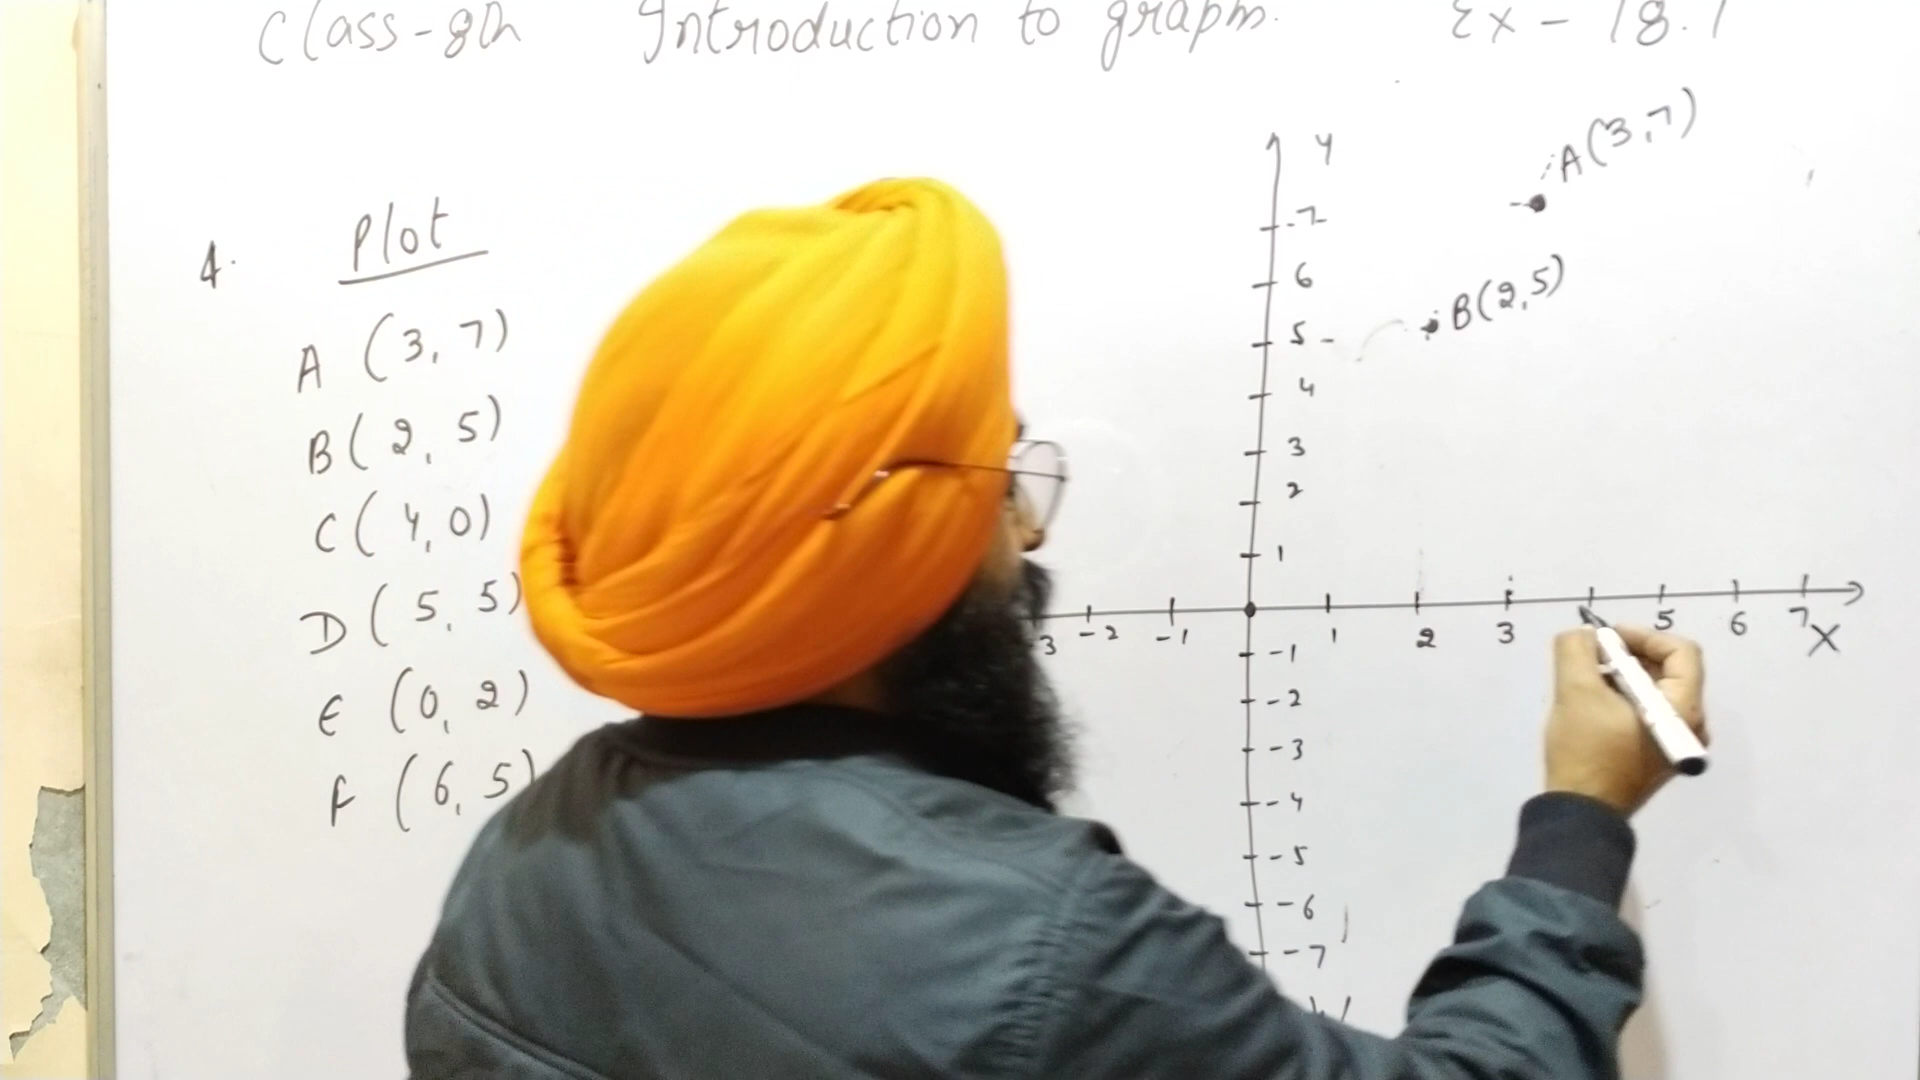 Class-8th Introduction to graph. Ex-18.1
4. Plot
A (3, 7)
B (2, 5)
C (4, 0)
D (5, 5)
E (0, 2)
F (6, 5)
Y
A(3,7)
7
6
B(2,5)
5
4
3
2
1
3 -2 -1 1 2 3 5 6 7 X
-1
-2
-3
-4
-5
-6
-7